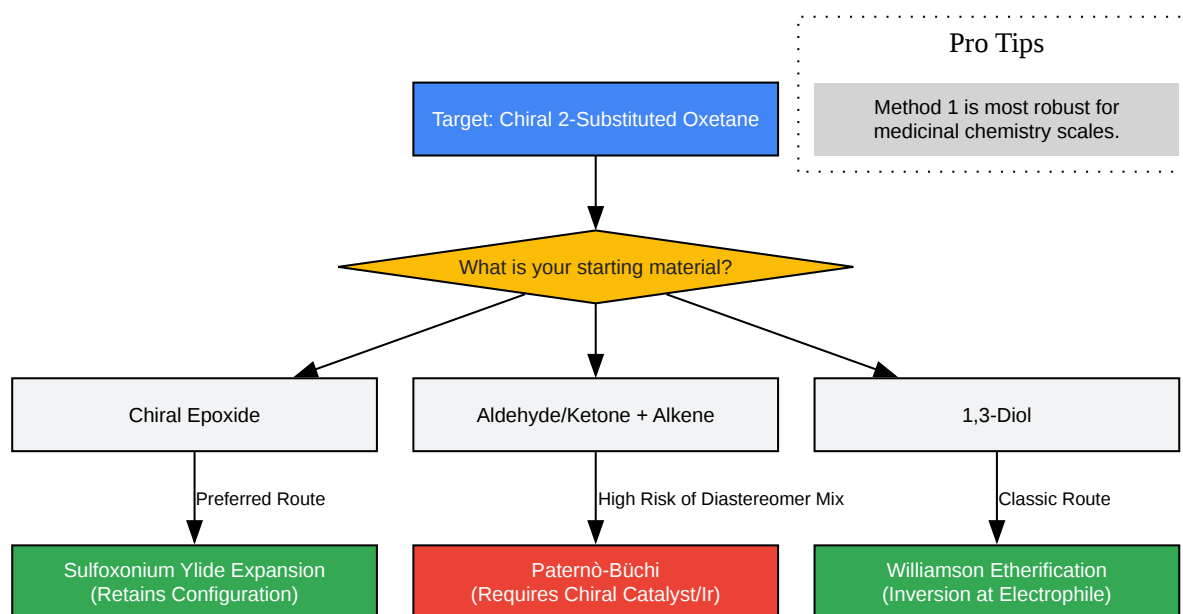 Pro Tips
Method 1 is most robust for
medicinal chemistry scales.
Target: Chiral 2-Substituted Oxetane
What is your starting material?
Chiral Epoxide
Aldehyde/Ketone + Alkene
1,3-Diol
Preferred Route
High Risk of Diastereomer Mix
Classic Route
Sulfoxonium Ylide Expansion
(Retains Configuration)
Paternò-Büchi
(Requires Chiral Catalyst/Ir)
Williamson Etherification
(Inversion at Electrophile)